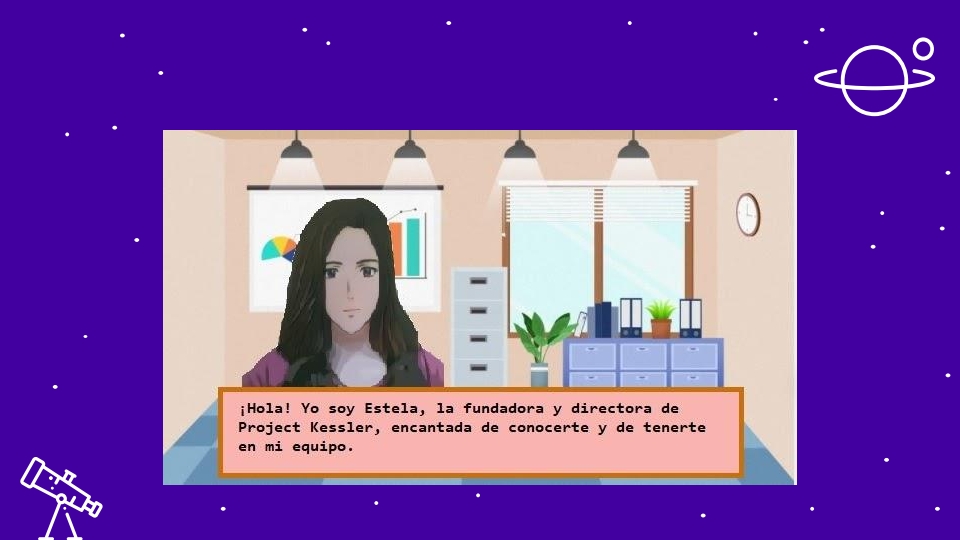 ¡Hola! Yo soy Estela, la fundadora y directora de
Project Kessler, encantada de conocerte y de tenerte
en mi equipo.